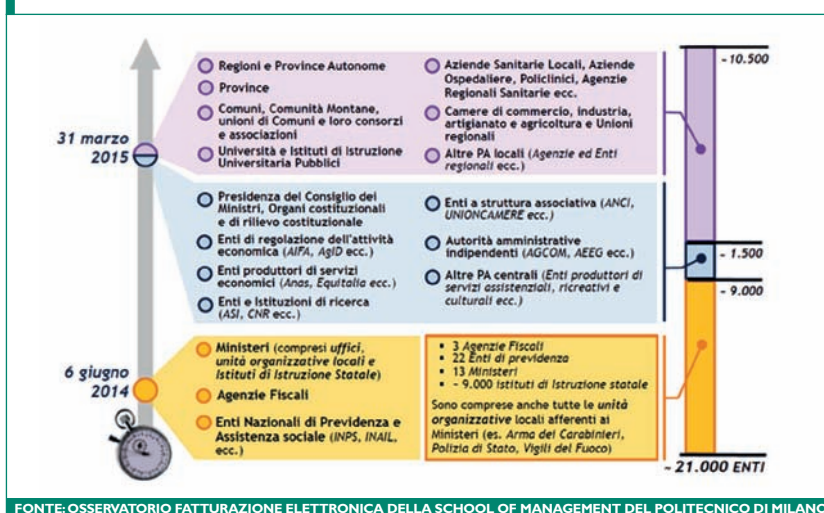 Regioni e Province Autonome
Province
Comuni, Comunità Montane,
unioni di Comuni e loro consorzi
e associazioni
Università e Istituti di Istruzione
Universitaria Pubblici
Aziende Sanitarie Locali, Aziende
Ospedaliere, Policlinici, Agenzie
Regionali Sanitarie ecc.
Camere di commercio, industria,
artigianato e agricoltura e Unioni
regionali
Altre PA locali (Agenzie ed Enti
regionali ecc.)
~ 10.500
31 marzo
2015
Presidenza del Consiglio dei
Ministri, Organi costituzionali
e di rilievo costituzionale
Enti di regolazione dell'attività
economica (AIFA, AgID ecc.)
Enti produttori di servizi
economici (Anas, Equitalia ecc.)
Enti e Istituzioni di ricerca
(ASI, CNR ecc.)
Enti a struttura associativa (ANCI,
UNIONCAMERE ecc.)
Autorità amministrative
indipendenti (AGCOM, AEEG ecc.)
Altre PA centrali (Enti produttori di
servizi assistenziali, ricreativi e
culturali ecc.)
~ 1.500
~ 9.000
6 giugno
2014
Ministeri (compresi uffici,
unità organizzative locali e
Istituti di Istruzione Statale)
Agenzie Fiscali
Enti Nazionali di Previdenza e
Assistenza sociale (INPS, INAIL,
ecc.)
▪ 3 Agenzie Fiscali
▪ 22 Enti di previdenza
▪ 13 Ministeri
▪ ~ 9.000 istituti di Istruzione statale
Sono comprese anche tutte le unità
organizzative locali afferenti ai
Ministeri (es. Arma dei Carabinieri,
Polizia di Stato, Vigili del Fuoco)
~ 21.000 ENTI
FONTE: OSSERVATORIO FATTURAZIONE ELETTRONICA DELLA SCHOOL OF MANAGEMENT DEL POLITECNICO DI MILANO